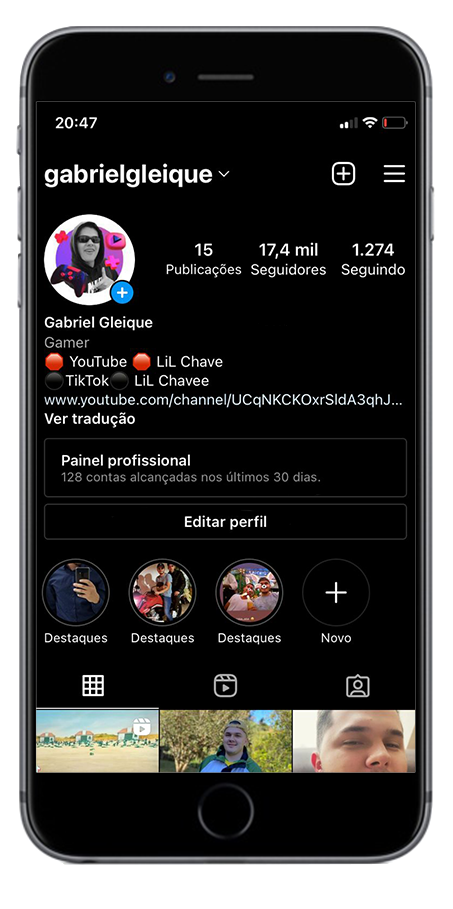 20:47
gabrielgleique
15 17,4 mil 1.274
Publicações Seguidores Seguindo
Gabriel Gleique
Gamer
🛑 YouTube 🛑 LiL Chave
⚫TikTok⚫ LiL Chavee
www.youtube.com/channel/UCqNKCKOxrSldA3qhJ...
Ver tradução
Painel profissional
128 contas alcançadas nos últimos 30 dias.
Editar perfil
Destaques Destaques Destaques Novo